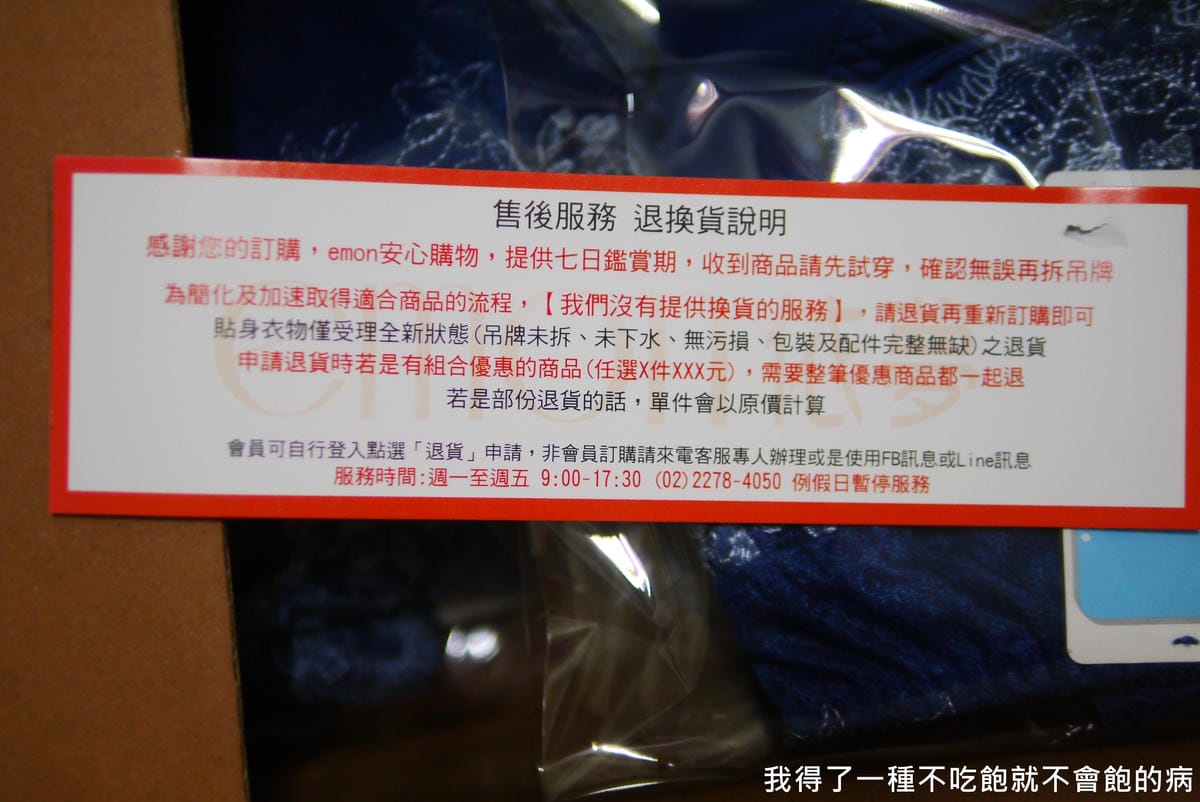 售後服務 退換貨說明
感謝您的訂購，emon安心購物，提供七日鑑賞期，收到商品請先試穿，確認無誤再拆吊牌
為簡化及加速取得適合商品的流程，【我們沒有提供換貨的服務】，請退貨再重新訂購即可
貼身衣物僅受理全新狀態(吊牌未拆、未下水、無污損、包裝及配件完整無缺)之退貨
申請退貨時若是有組合優惠的商品(任選X件XXX元)，需要整筆優惠商品都一起退
若是部份退貨的話，單件會以原價計算
會員可自行登入點選「退貨」申請，非會員訂購請來電客服專人辦理或是使用FB訊息或Line訊息
服務時間:週一至週五 9:00-17:30 (02)2278-4050 例假日暫停服務
我得了一種不吃飽就不會飽的病